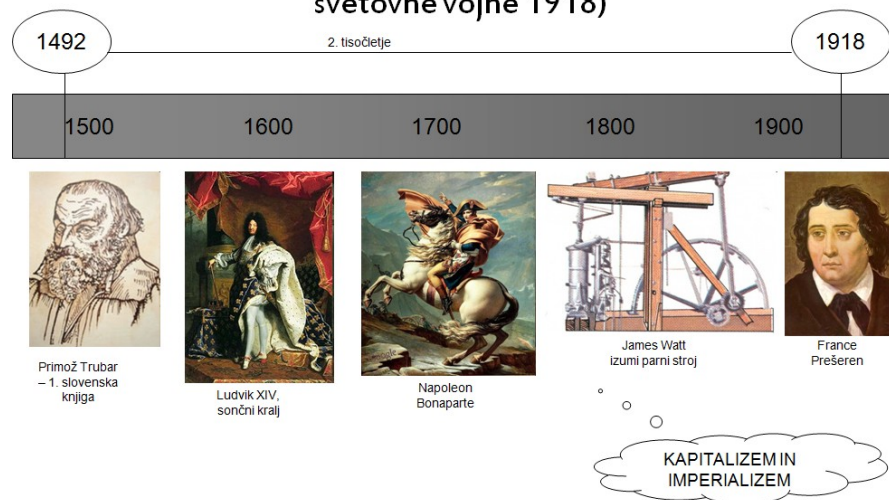 svetovne vojne 1918)
1492
2. tisočletje
1918
1500
1600
1700
1800
1900
Primož Trubar
– 1. slovenska
knjiga
Ludvik XIV,
sončni kralj
Napoleon
Bonaparte
James Watt
izumi parni stroj
France
Prešeren
KAPITALIZEM IN
IMPERIALIZEM